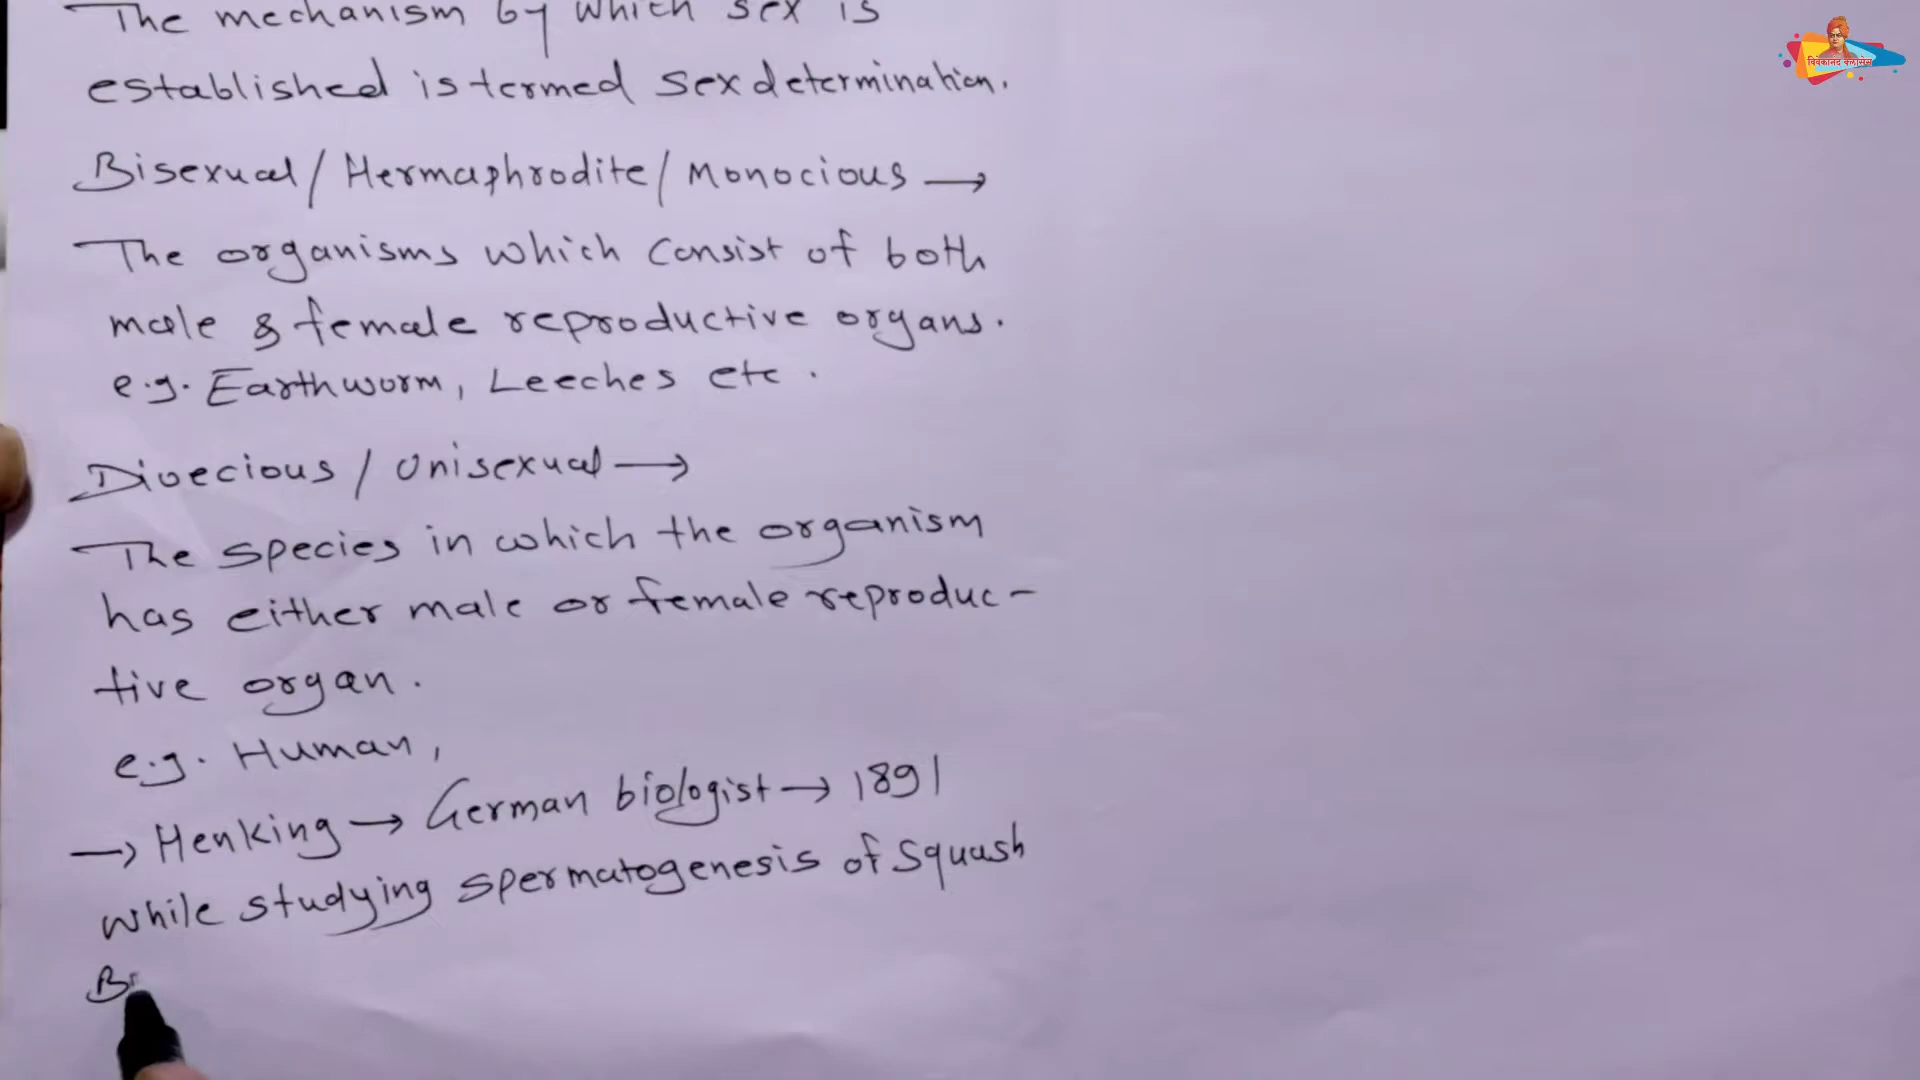 The mechanism by which sex is
established is termed sex determination.
Bisexual/Hermaphrodite/Monocious →
The organisms which consist of both
male & female reproductive organs.
e.g. Earthworm, Leeches etc.
Dioecious / Unisexual →
The species in which the organism
has either male or female reproduc-
tive organ.
e.g. Human,
→ Henking → German biologist → 1891
while studying spermatogenesis of squash
विवेकानंद क्लासेस